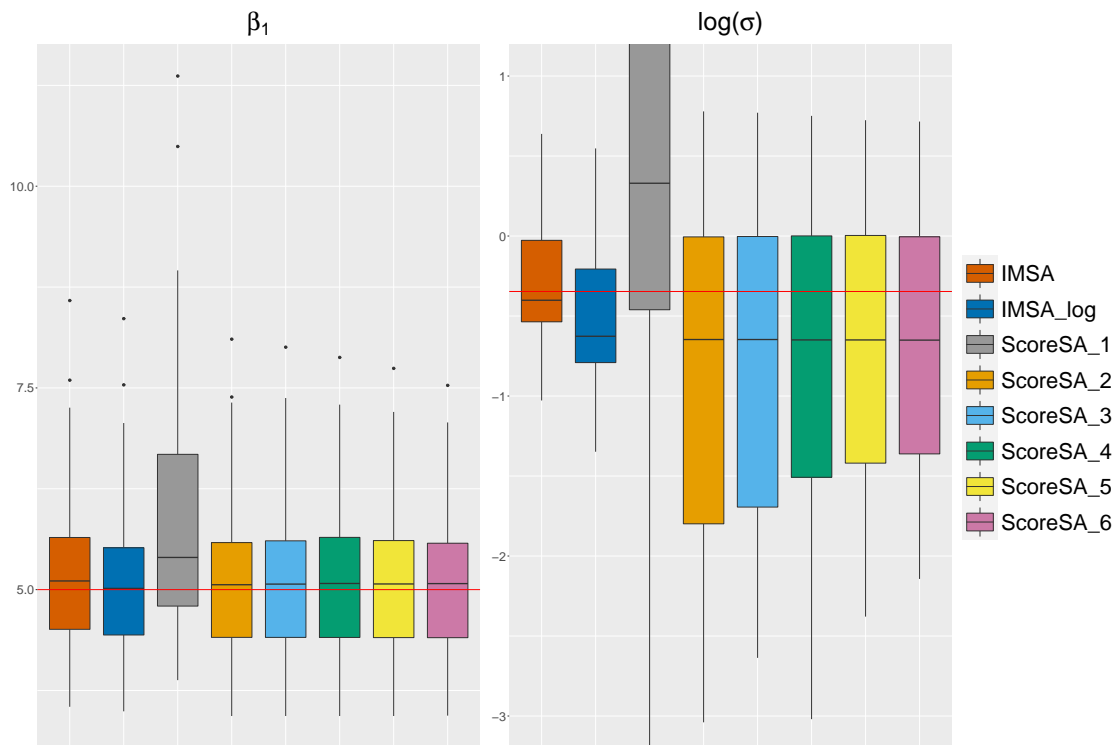 β₁
10.0
7.5
5.0
log(σ)
1
0
−1
−2
−3
IMSA
IMSA_log
ScoreSA_1
ScoreSA_2
ScoreSA_3
ScoreSA_4
ScoreSA_5
ScoreSA_6